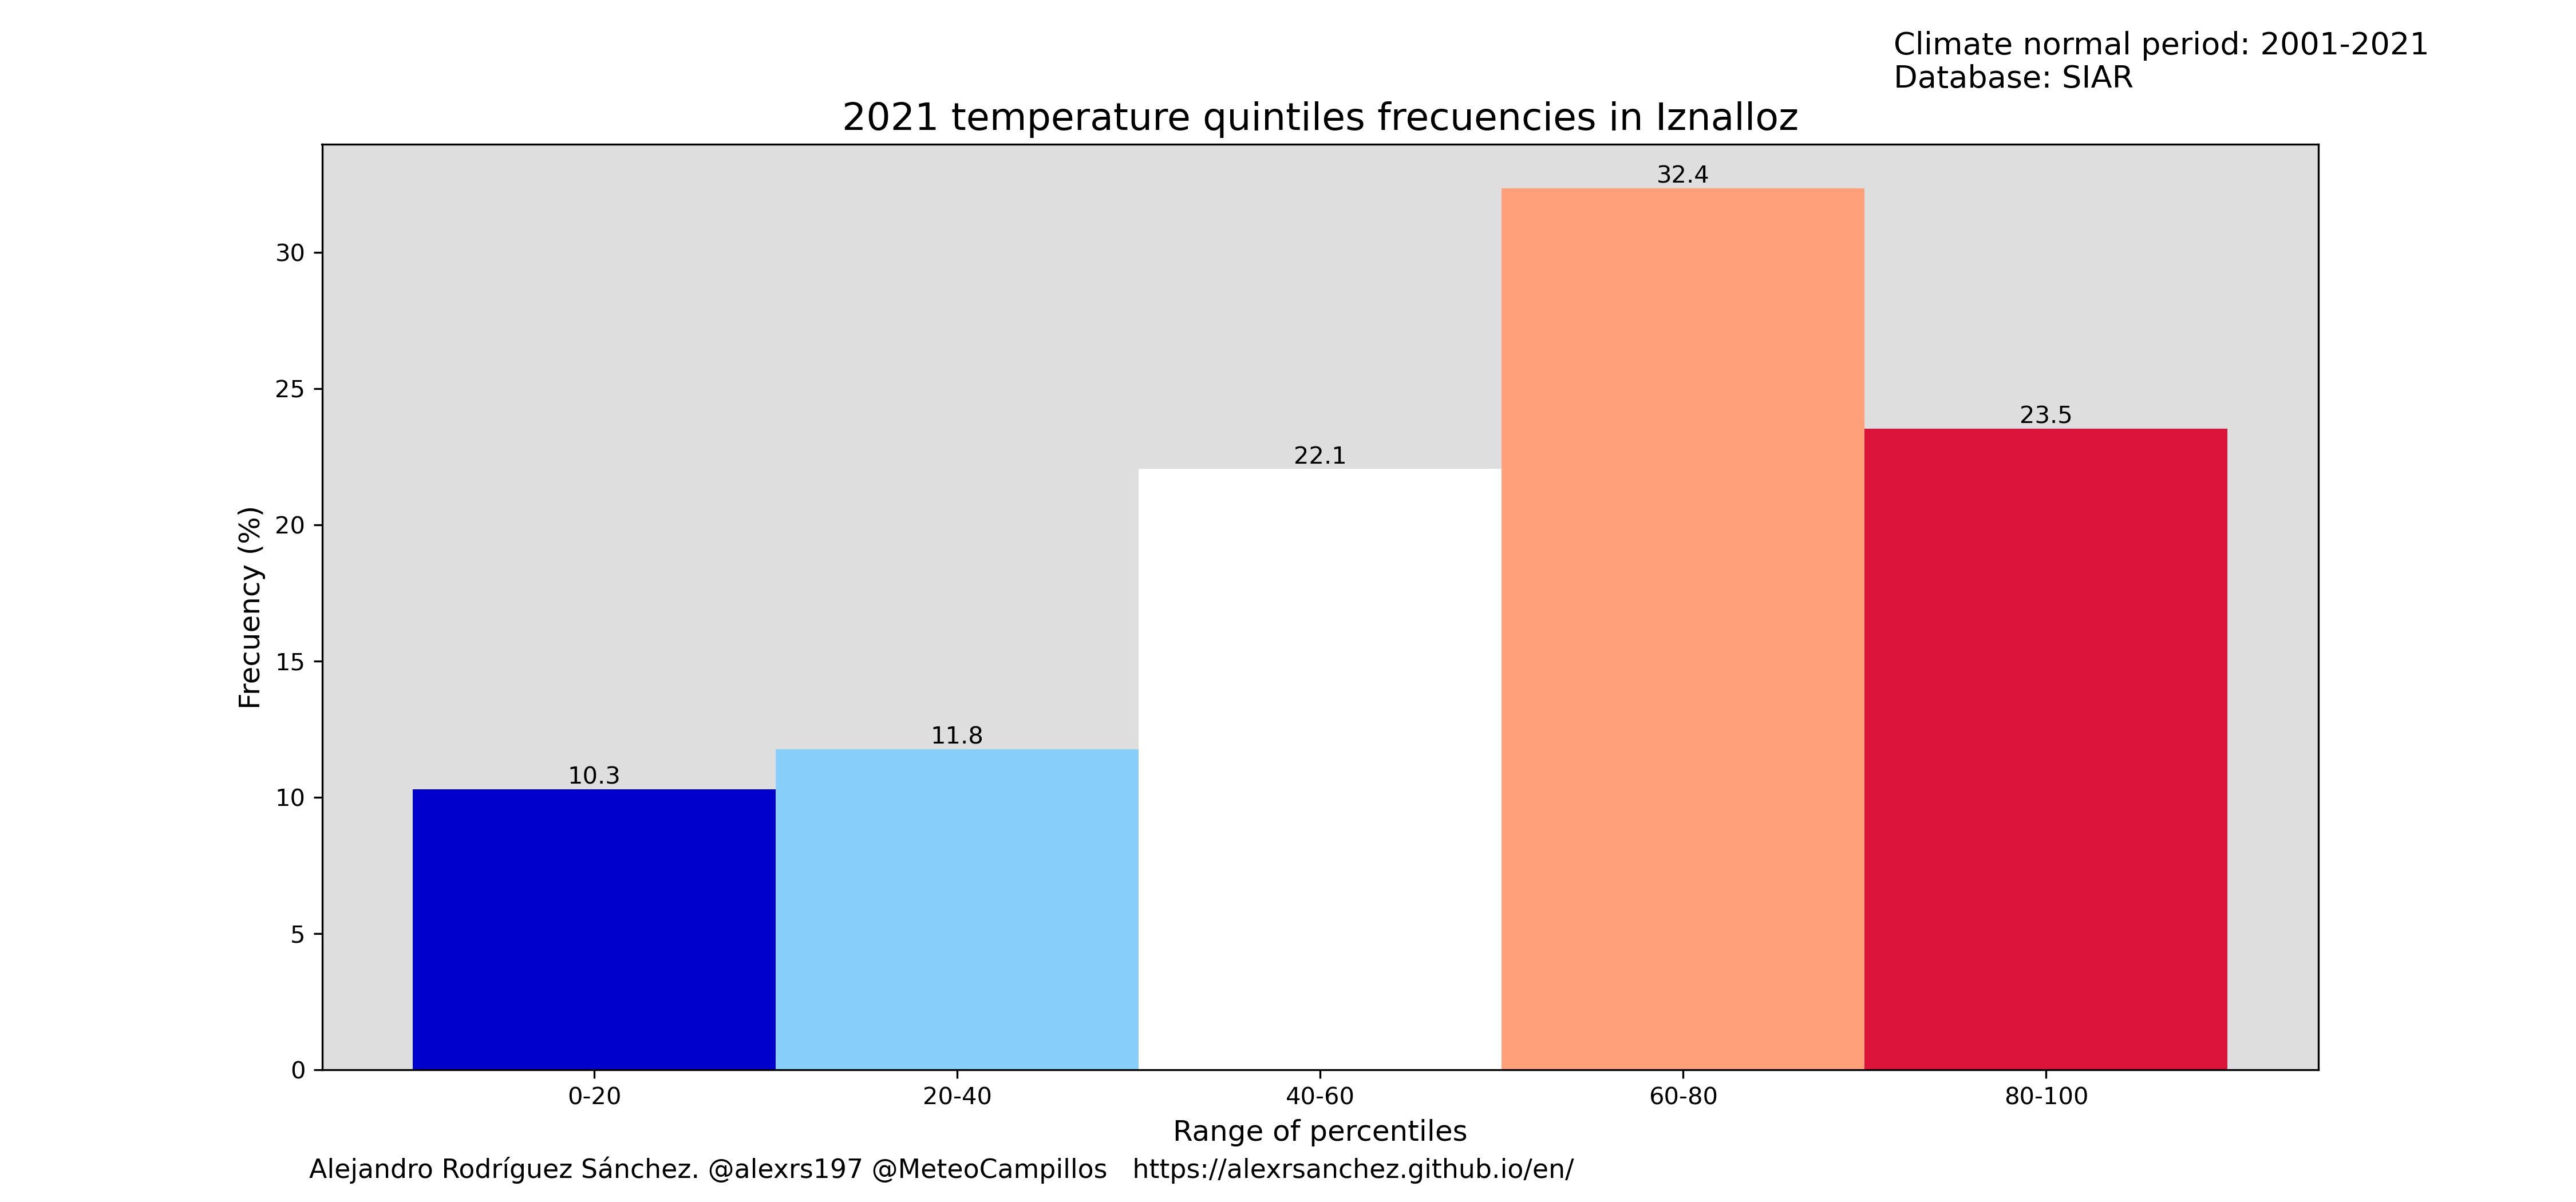 Climate normal period: 2001-2021
Database: SIAR
2021 temperature quintiles frecuencies in Iznalloz
32.4
30
25
23.5
22.1
Frecuency (%)
20
15
11.8
10.3
10
5
0
0-20 20-40 40-60 60-80 80-100
Range of percentiles
Alejandro Rodríguez Sánchez. @alexrs197 @MeteoCampillos https://alexrsanchez.github.io/en/